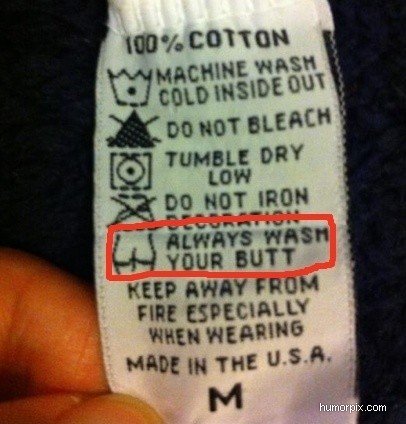 100% COTTON
MACHINE WASH
COLD INSIDE OUT
DO NOT BLEACH
TUMBLE DRY
LOW
DO NOT IRON
DECORATION
ALWAYS WASH
YOUR BUTT
KEEP AWAY FROM
FIRE ESPECIALLY
WHEN WEARING
MADE IN THE U.S.A.
M
humorpix.com